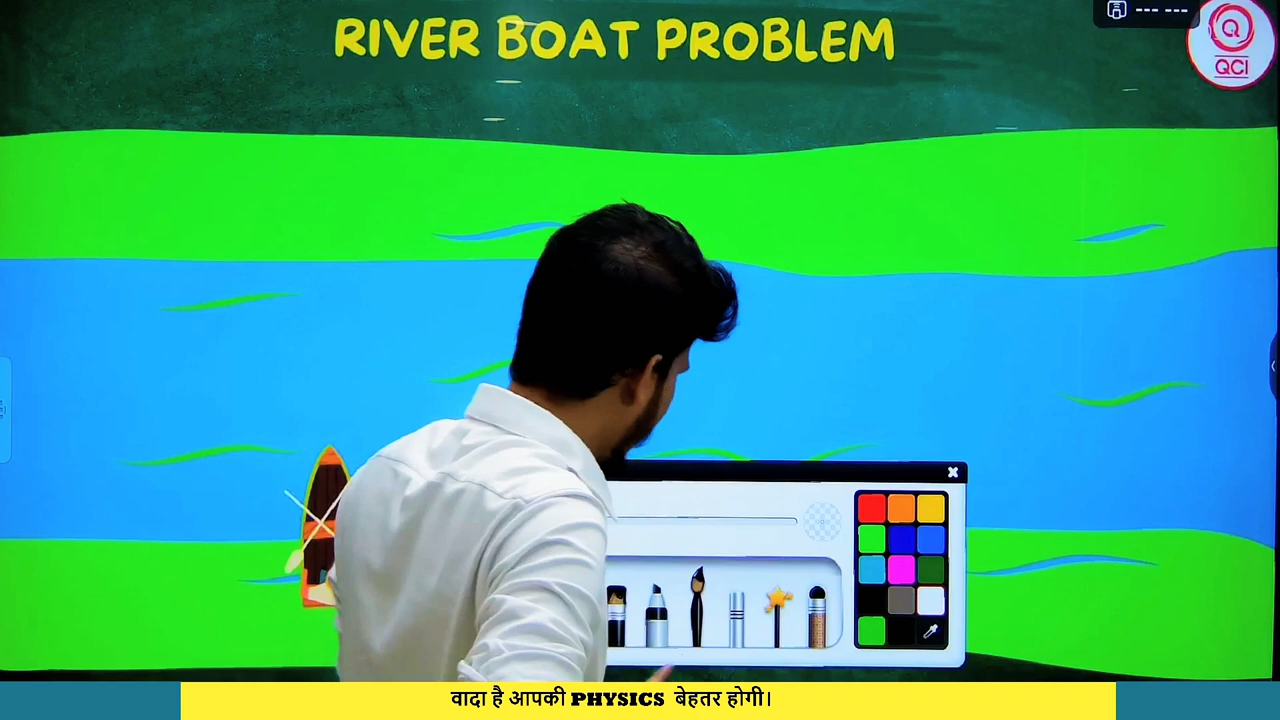 RIVER BOAT PROBLEM
Q
QCI
वादा है आपकी PHYSICS बेहतर होगी।